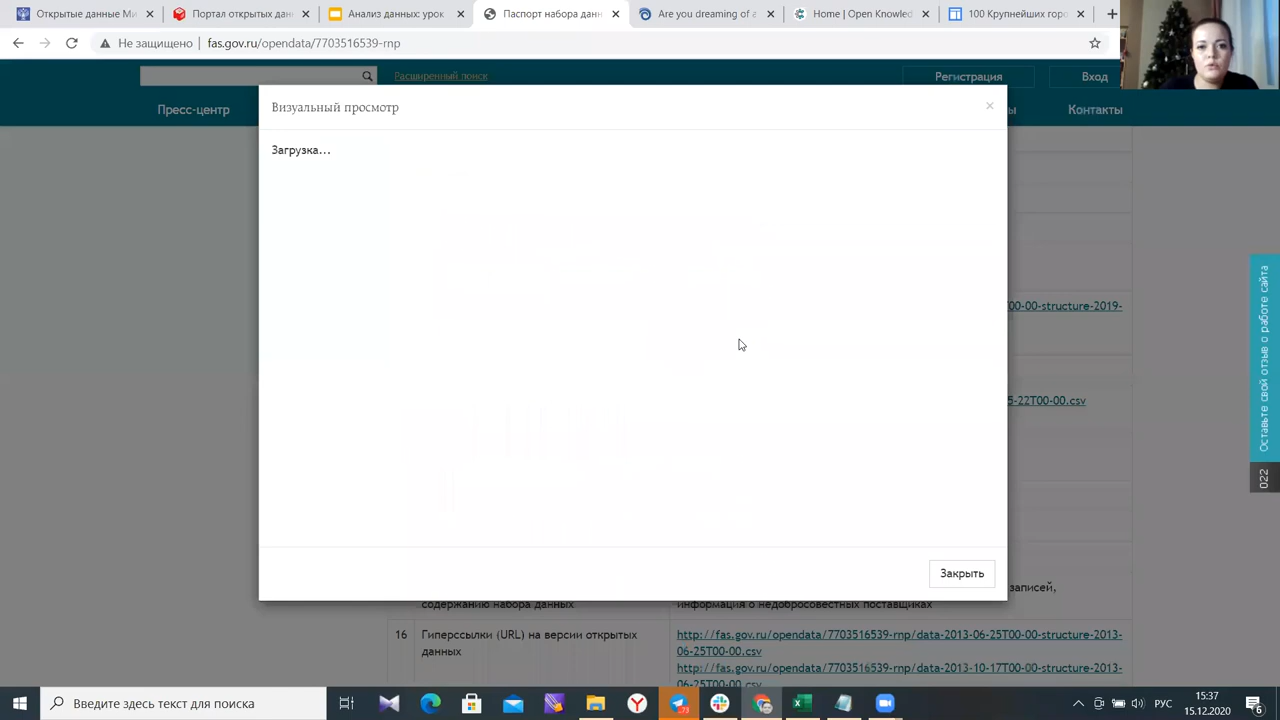 Открытые данные Ми
Портал открытых дан
Анализ данных: урок
Паспорт набора данн
Are you dreaming of a
Home | Open Knowled
100 Крупнейших горо
Не защищено
fas.gov.ru/opendata/7703516539-rnp
Расширенный поиск
Регистрация
Вход
Пресс-центр
Контакты
Визуальный просмотр
×
Загрузка...
T00-00-structure-2019-
5-22T00-00.csv
Оставьте свой отзыв о работе сайта
Закрыть
записей,
содержанию набора данных
информация о недобросовестных поставщиках
16
Гиперссылки (URL) на версии открытых
данных
http://fas.gov.ru/opendata/7703516539-rnp/data-2013-06-25T00-00-structure-2013-
06-25T00-00.csv
http://fas.gov.ru/opendata/7703516539-rnp/data-2013-10-17T00-00-structure-2013-
06-25T00-00.csv
Введите здесь текст для поиска
РУС
15:37
15.12.2020
6